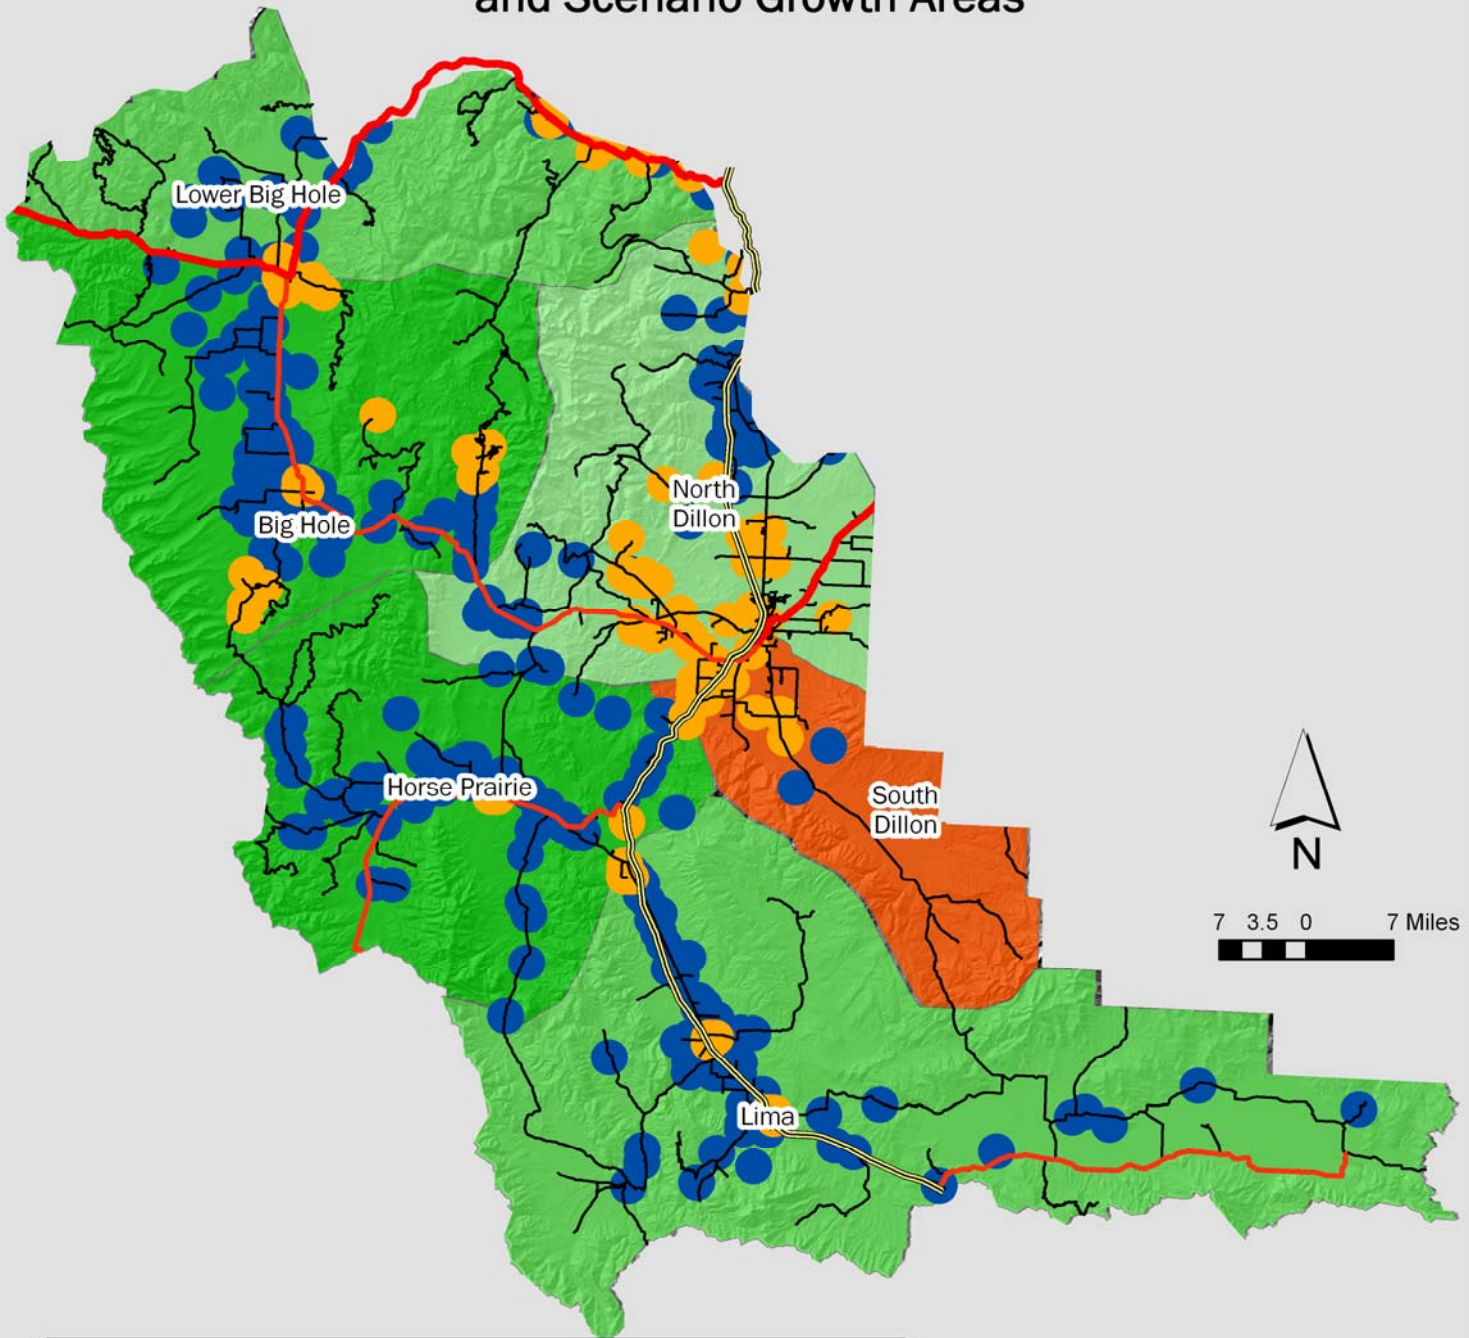 and Scenario Growth Areas
Lower Big Hole
North
Dillon
Big Hole
Horse Prairie
South
Dillon
N
7 3.5 0 7 Miles
Lima